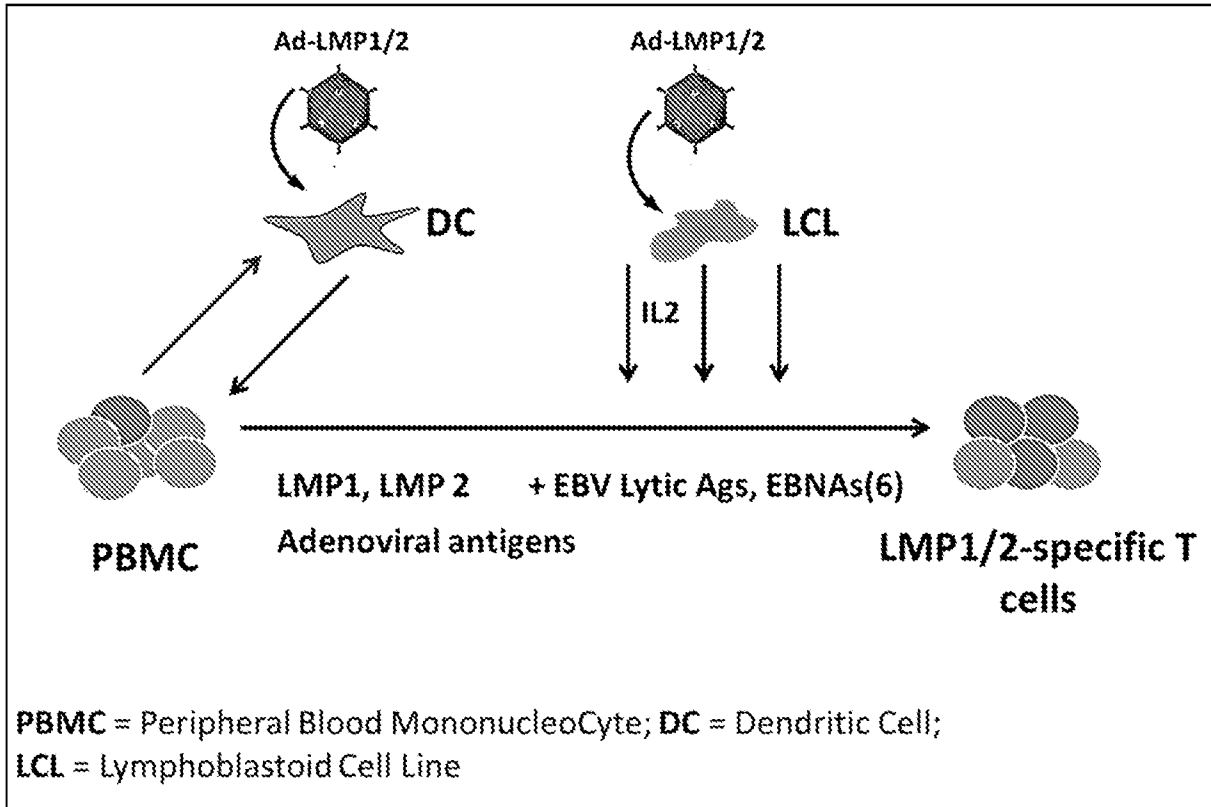 Ad-LMP1/2
Ad-LMP1/2
DC
LCL
IL2
LMP1, LMP 2 + EBV Lytic Ags, EBNAs(6)
Adenoviral antigens
PBMC
LMP1/2-specific T
cells
PBMC = Peripheral Blood MononucleoCyte; DC = Dendritic Cell;
LCL = Lymphoblastoid Cell Line